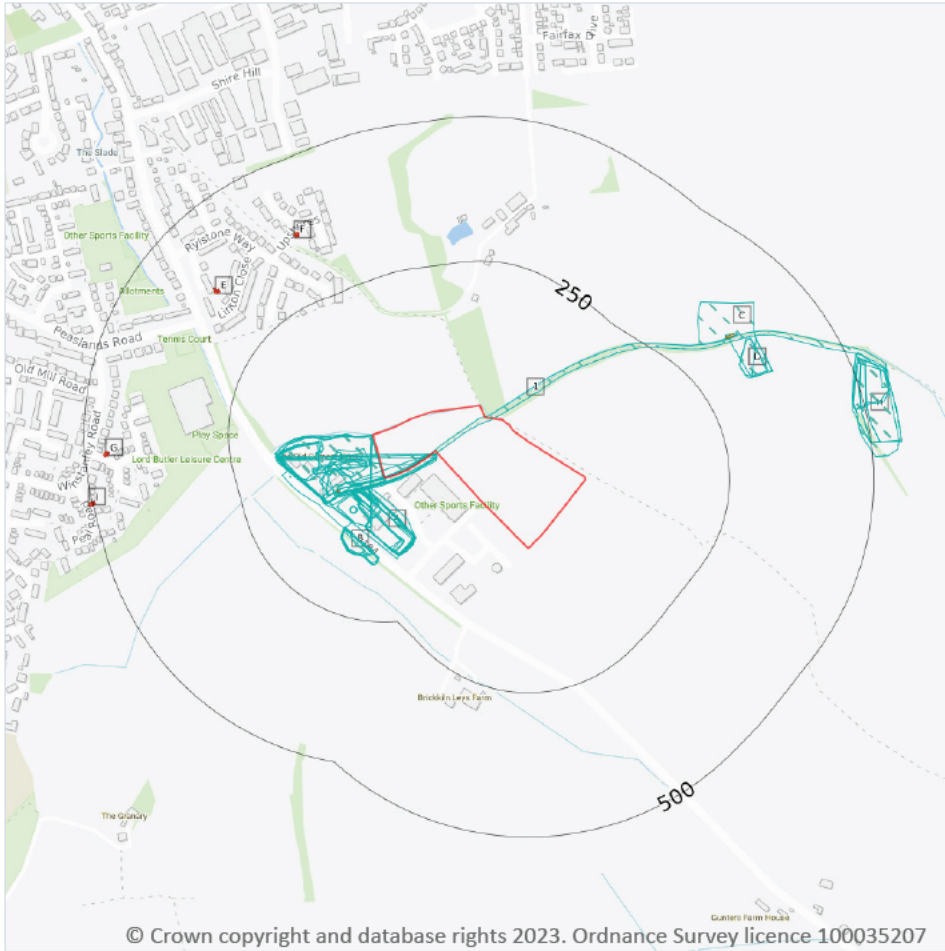 Fairfax Drive
Shire Hill
The Slade
Other Sports Facility
F
Rylstone Way
E
Linton Close
Allotments
250
C
Peaslands Road
Tennis Court
Old Mill Road
1
H
Play Space
Winstanley Road
G
Lord Butler Leisure Centre
Other Sports Facility
B
Brickkiln Leys Farm
500
The Granary
Gunters Farm House
© Crown copyright and database rights 2023. Ordnance Survey licence 100035207